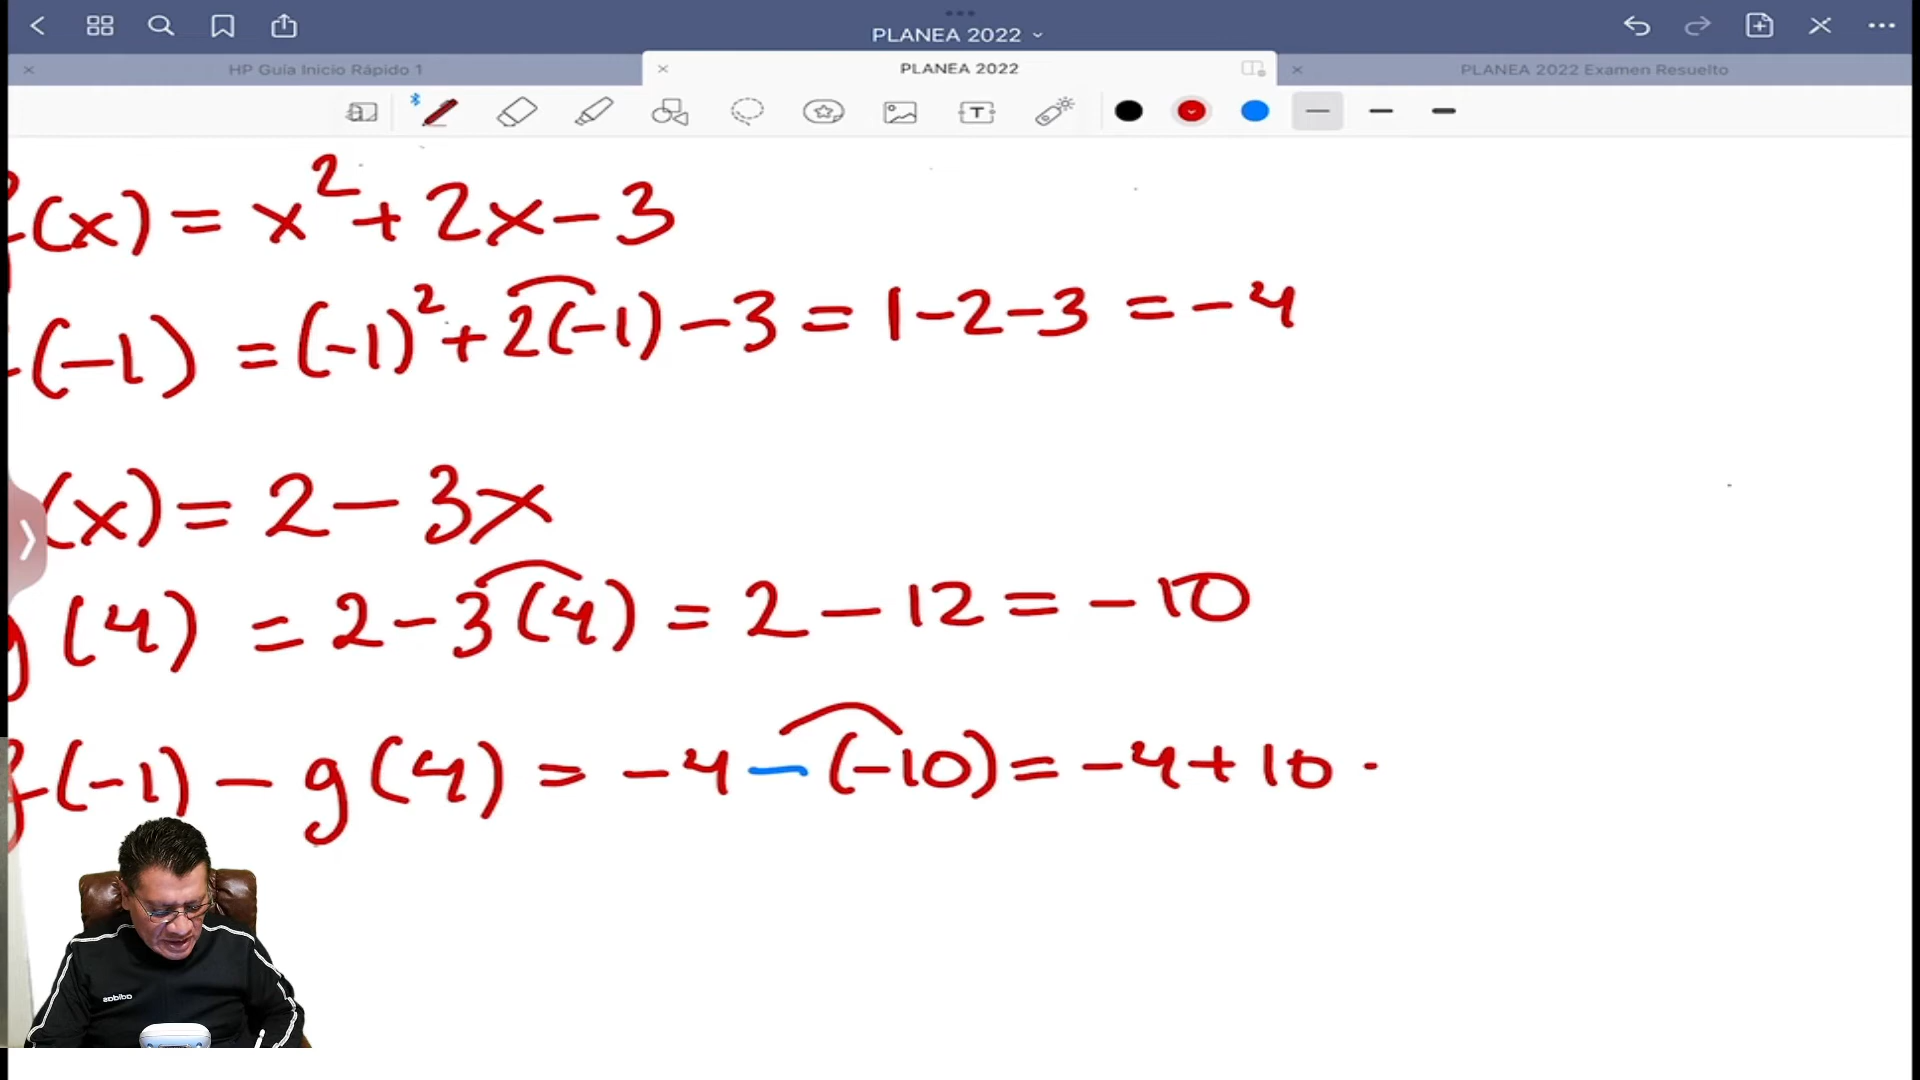 PLANEA 2022
HP Guía Inicio Rápido 1
PLANEA 2022
PLANEA 2022 Examen Resuelto
f(x) = x² + 2x - 3
f(-1) = (-1)² + 2(-1) - 3 = 1 - 2 - 3 = -4
(x) = 2 - 3x
g(4) = 2 - 3(4) = 2 - 12 = -10
f(-1) - g(4) = -4 - (-10) = -4 + 10 -
adidas